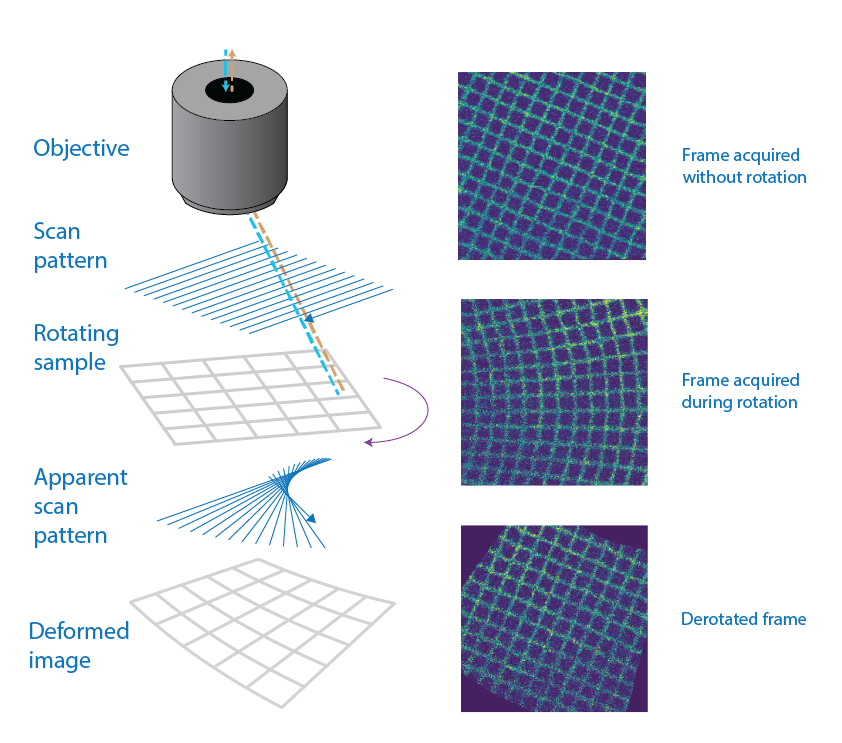 Objective
Scan
pattern
Rotating
sample
Apparent
scan
pattern
Deformed
image
Frame acquired
without rotation
Frame acquired
during rotation
Derotated frame